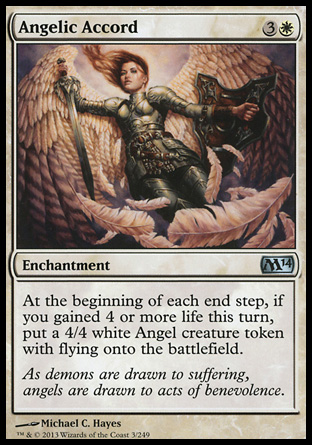 Angelic Accord 3
Enchantment M14
At the beginning of each end step, if
you gained 4 or more life this turn,
put a 4/4 white Angel creature token
with flying onto the battlefield.
As demons are drawn to suffering,
angels are drawn to acts of benevolence.
Michael C. Hayes
™ & © 2013 Wizards of the Coast 3/249